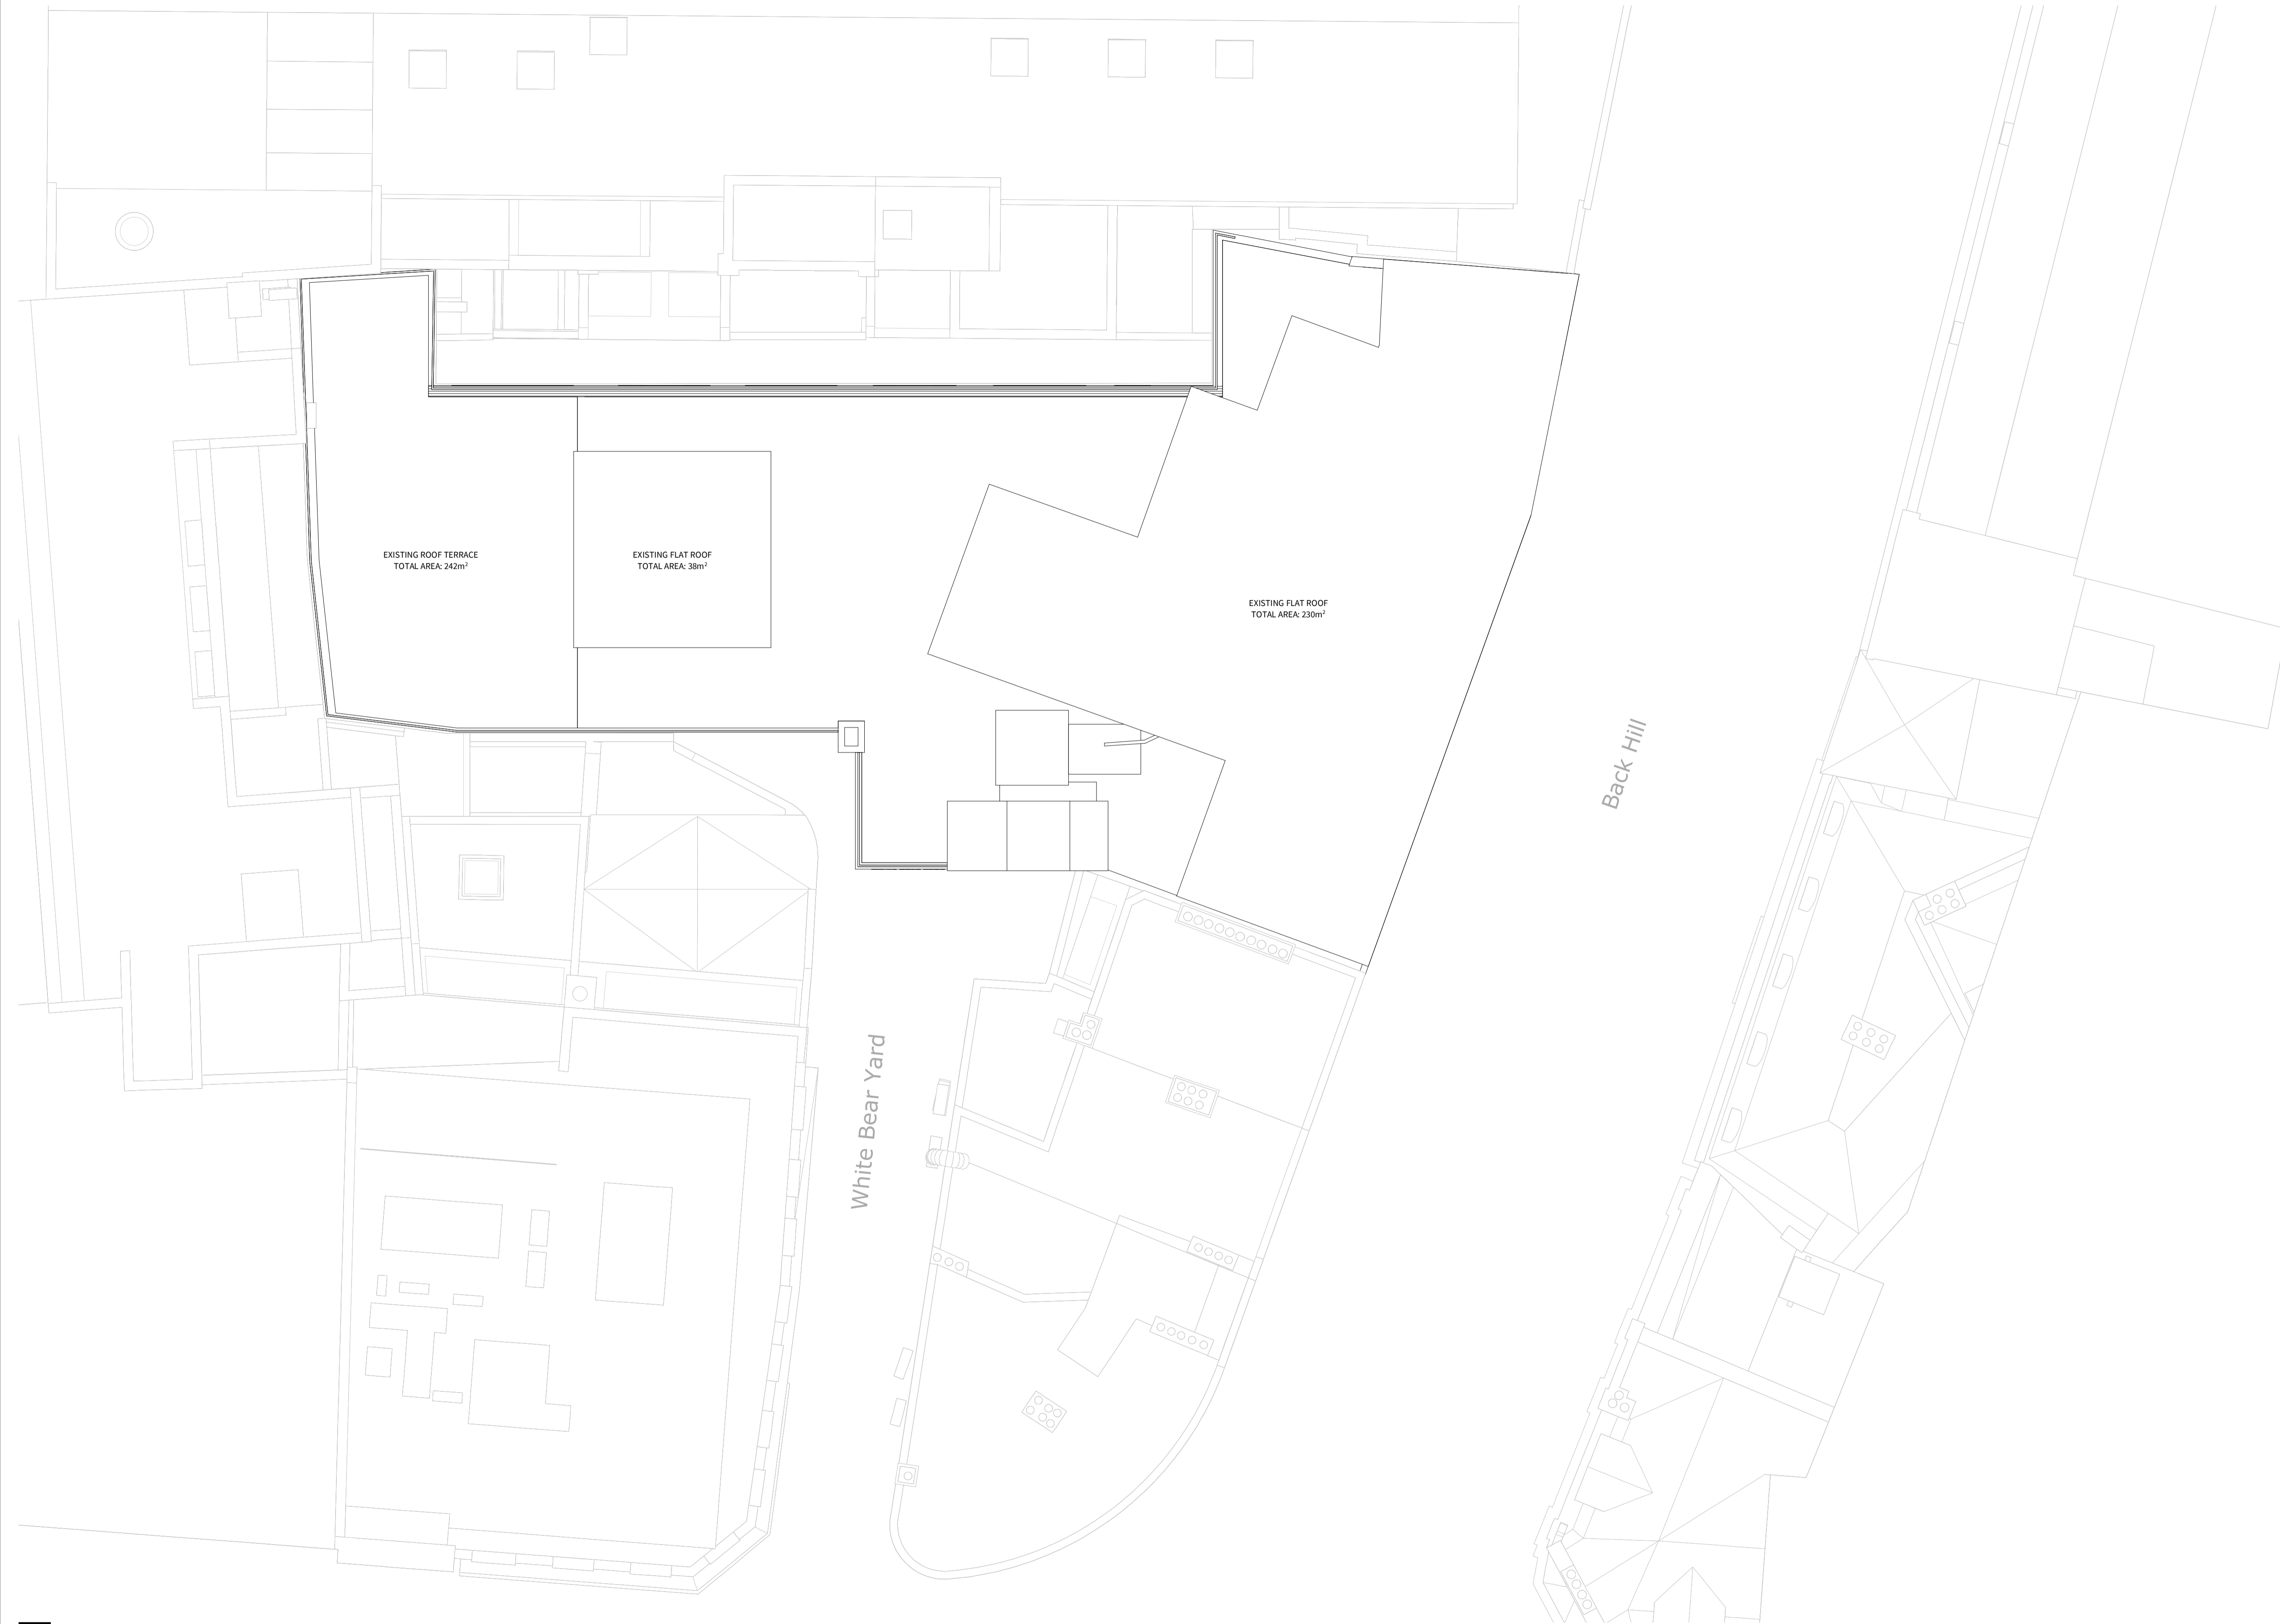 EXISTING ROOF TERRACE
TOTAL AREA: 242m²
EXISTING FLAT ROOF
TOTAL AREA: 38m²
EXISTING FLAT ROOF
TOTAL AREA: 230m²
Back Hill
White Bear Yard